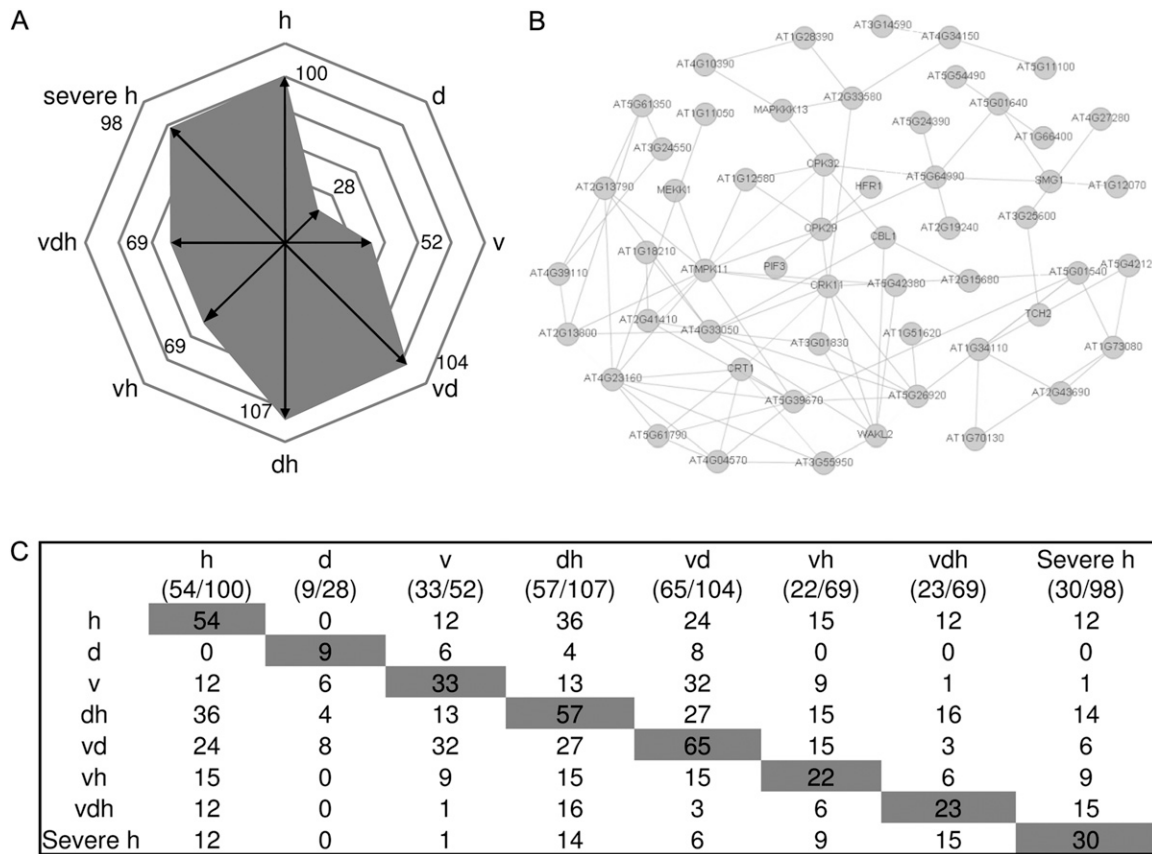 A
h
100
d
severe h
98
28
vdh
69
52
v
69
vh
104
vd
107
dh
B
AT3G14590
AT1G28390
AT4G34150
AT4G10390
AT5G11100
AT5G54490
AT5G61350
AT1G11050
MAPKKK13
AT2G33580
AT5G01640
AT4G27280
AT5G24390
AT1G66400
AT3G24550
CPK32
AT2G13790
MEKK1
AT1G12580
HFR1
AT5G64990
SMG1
AT1G12070
AT2G19240
AT3G25600
CPK29
CBL1
AT1G18210
AT4G39110
ATMPK11
PIF3
CRK11
AT5G42380
AT2G15680
AT5G01540
AT5G4212
AT2G41410
AT2G13800
AT4G33050
TCH2
AT3G01830
AT1G51620
AT1G34110
AT1G73080
AT4G23160
CRT1
AT5G39670
AT5G26920
AT2G43690
AT5G61790
WAKL2
AT1G70130
AT4G04570
AT3G55950
C
h d v dh vd vh vdh Severe h
(54/100) (9/28) (33/52) (57/107) (65/104) (22/69) (23/69) (30/98)
h 54 0 12 36 24 15 12 12
d 0 9 6 4 8 0 0 0
v 12 6 33 13 32 9 1 1
dh 36 4 13 57 27 15 16 14
vd 24 8 32 27 65 15 3 6
vh 15 0 9 15 15 22 6 9
vdh 12 0 1 16 3 6 23 15
Severe h 12 0 1 14 6 9 15 30